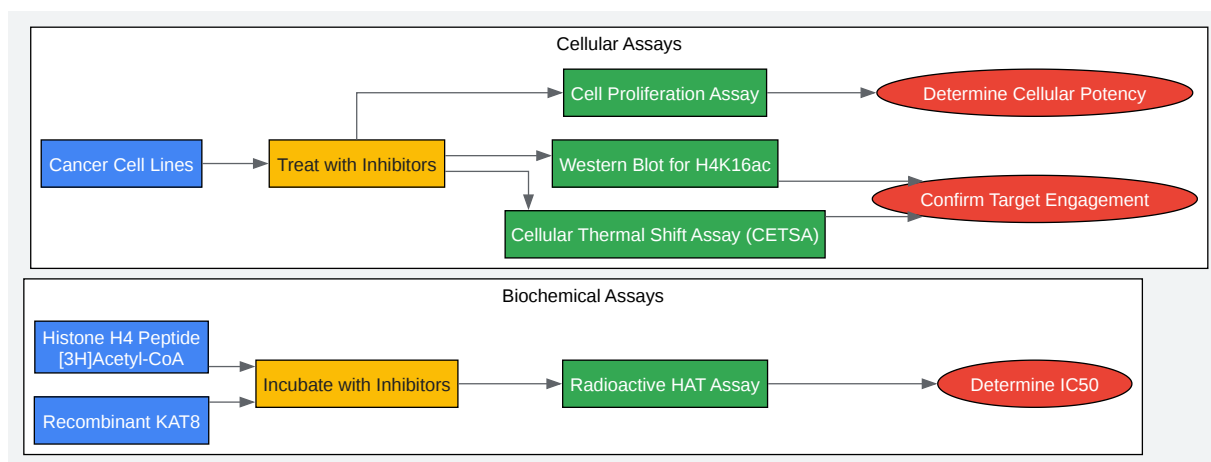 Cellular Assays
Cell Proliferation Assay
Determine Cellular Potency
Cancer Cell Lines
Treat with Inhibitors
Western Blot for H4K16ac
Confirm Target Engagement
Cellular Thermal Shift Assay (CETSA)
Biochemical Assays
Histone H4 Peptide
[3H]Acetyl-CoA
Incubate with Inhibitors
Radioactive HAT Assay
Determine IC50
Recombinant KAT8